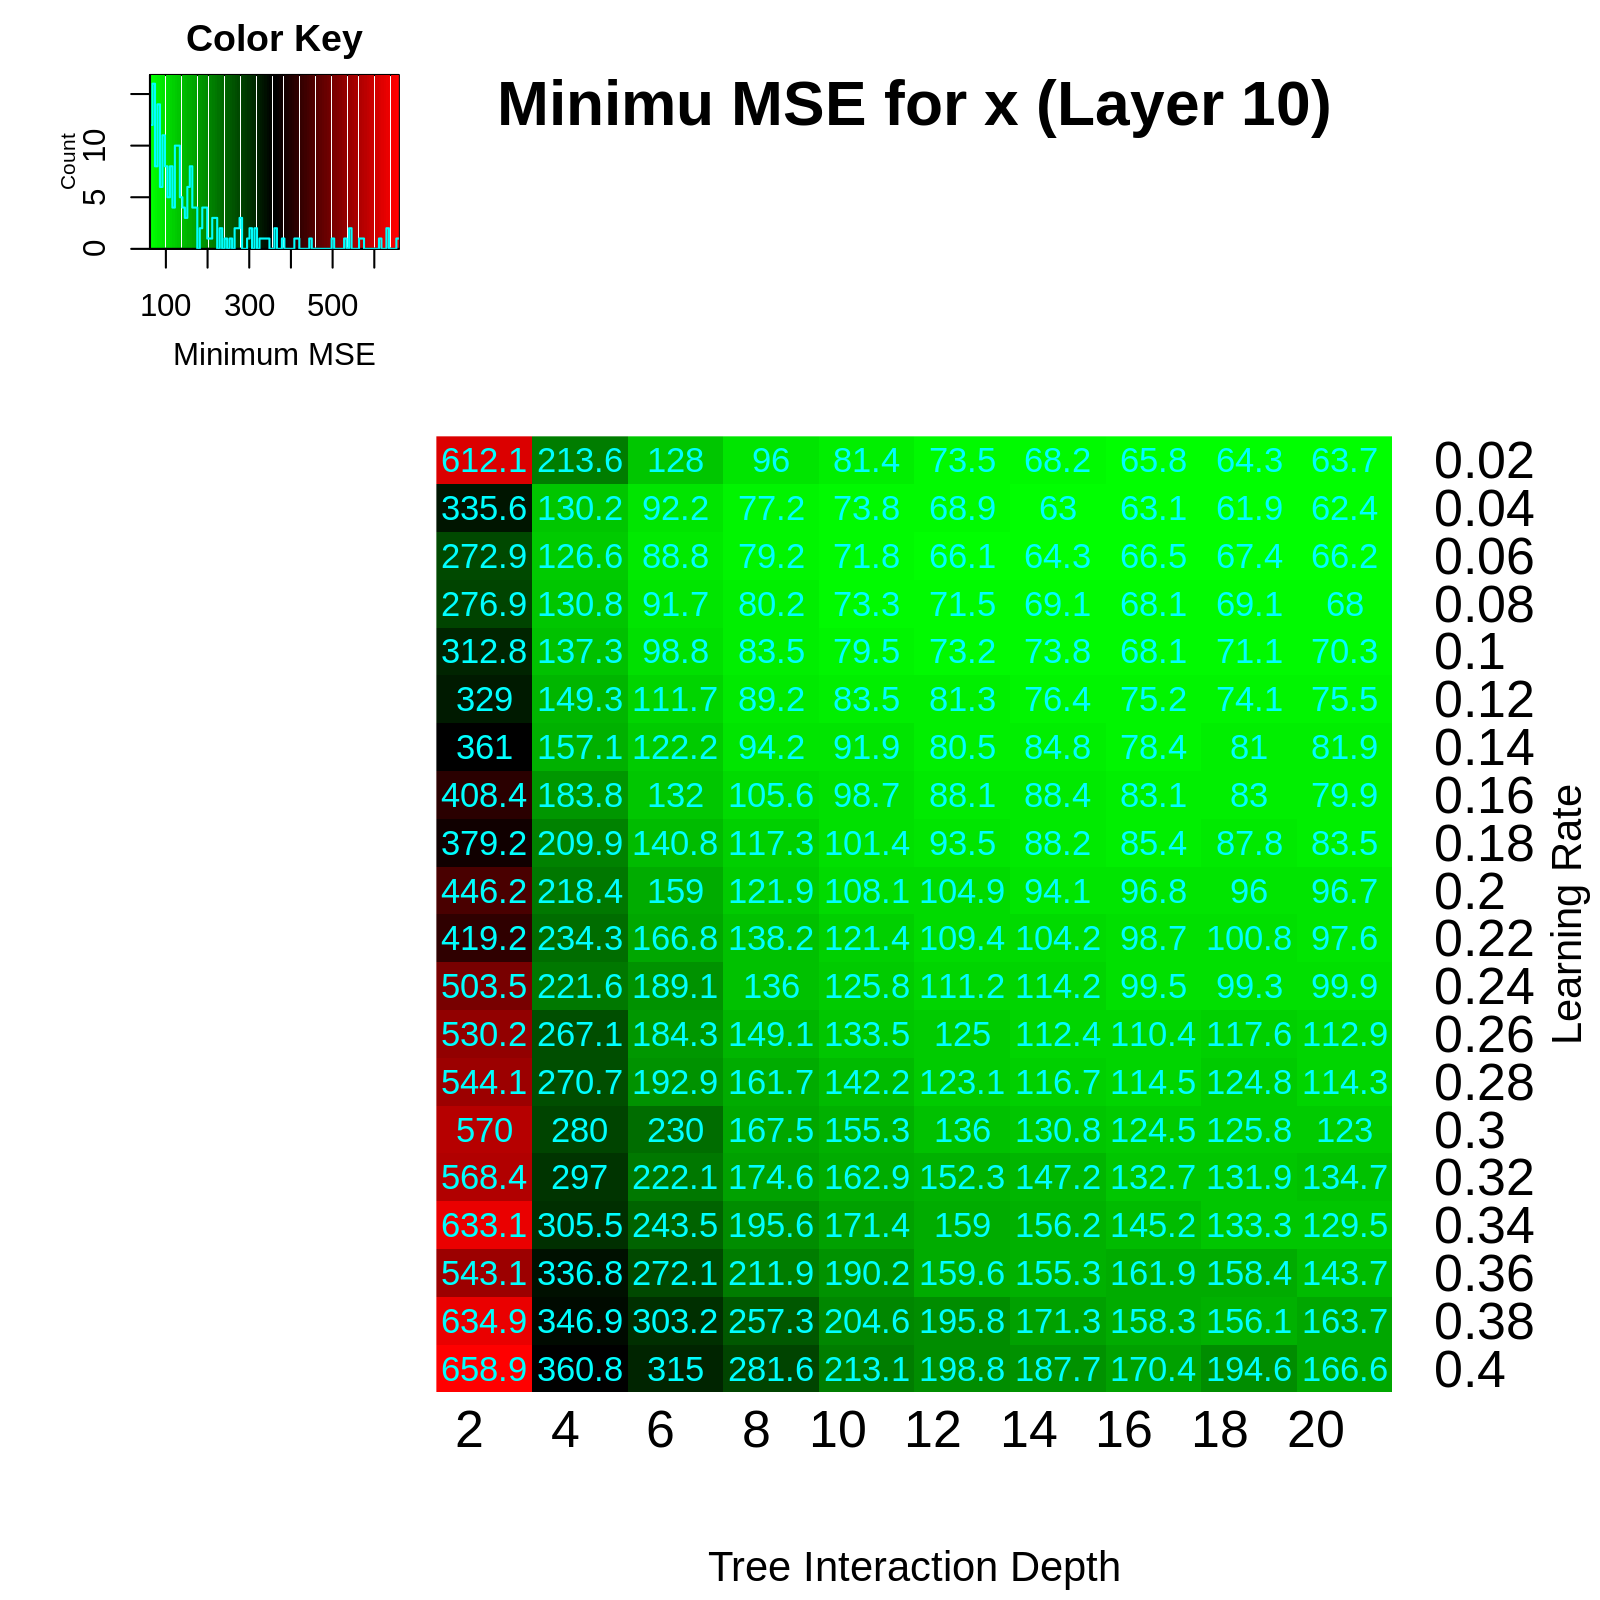 Color Key
Minimu MSE for x (Layer 10)
Count
0 5 10
100 300 500
Minimum MSE
612.1 213.6 128 96 81.4 73.5 68.2 65.8 64.3 63.7 0.02
335.6 130.2 92.2 77.2 73.8 68.9 63 63.1 61.9 62.4 0.04
272.9 126.6 88.8 79.2 71.8 66.1 64.3 66.5 67.4 66.2 0.06
276.9 130.8 91.7 80.2 73.3 71.5 69.1 68.1 69.1 68 0.08
312.8 137.3 98.8 83.5 79.5 73.2 73.8 68.1 71.1 70.3 0.1
329 149.3 111.7 89.2 83.5 81.3 76.4 75.2 74.1 75.5 0.12
361 157.1 122.2 94.2 91.9 80.5 84.8 78.4 81 81.9 0.14
408.4 183.8 132 105.6 98.7 88.1 88.4 83.1 83 79.9 0.16
379.2 209.9 140.8 117.3 101.4 93.5 88.2 85.4 87.8 83.5 0.18
446.2 218.4 159 121.9 108.1 104.9 94.1 96.8 96 96.7 0.2
419.2 234.3 166.8 138.2 121.4 109.4 104.2 98.7 100.8 97.6 0.22
503.5 221.6 189.1 136 125.8 111.2 114.2 99.5 99.3 99.9 0.24
530.2 267.1 184.3 149.1 133.5 125 112.4 110.4 117.6 112.9 0.26
544.1 270.7 192.9 161.7 142.2 123.1 116.7 114.5 124.8 114.3 0.28
570 280 230 167.5 155.3 136 130.8 124.5 125.8 123 0.3
568.4 297 222.1 174.6 162.9 152.3 147.2 132.7 131.9 134.7 0.32
633.1 305.5 243.5 195.6 171.4 159 156.2 145.2 133.3 129.5 0.34
543.1 336.8 272.1 211.9 190.2 159.6 155.3 161.9 158.4 143.7 0.36
634.9 346.9 303.2 257.3 204.6 195.8 171.3 158.3 156.1 163.7 0.38
658.9 360.8 315 281.6 213.1 198.8 187.7 170.4 194.6 166.6 0.4
Learning Rate
2 4 6 8 10 12 14 16 18 20
Tree Interaction Depth